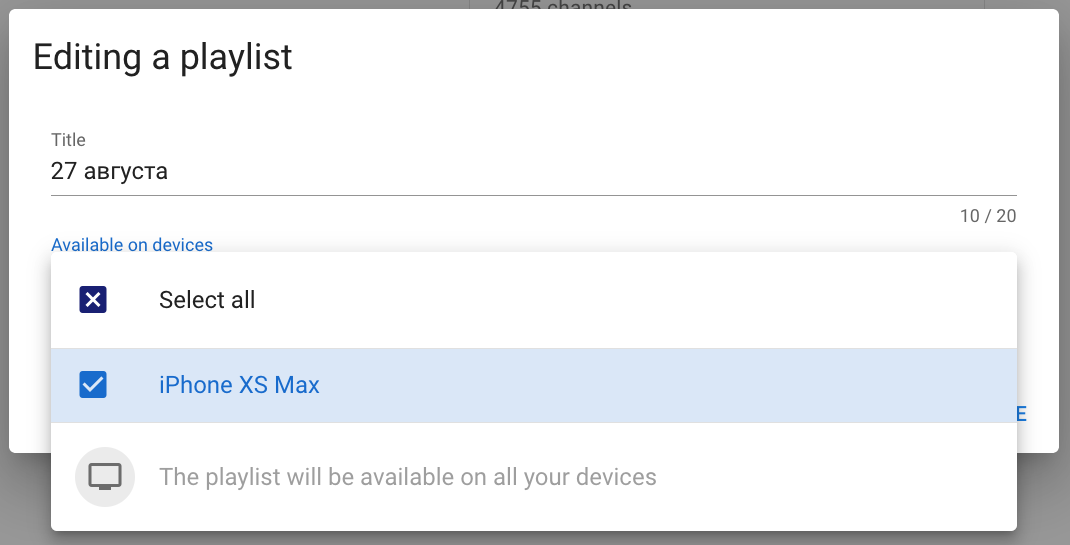 4755 channels
Editing a playlist
Title
27 августа
10 / 20
Available on devices
Select all
iPhone XS Max
E
The playlist will be available on all your devices